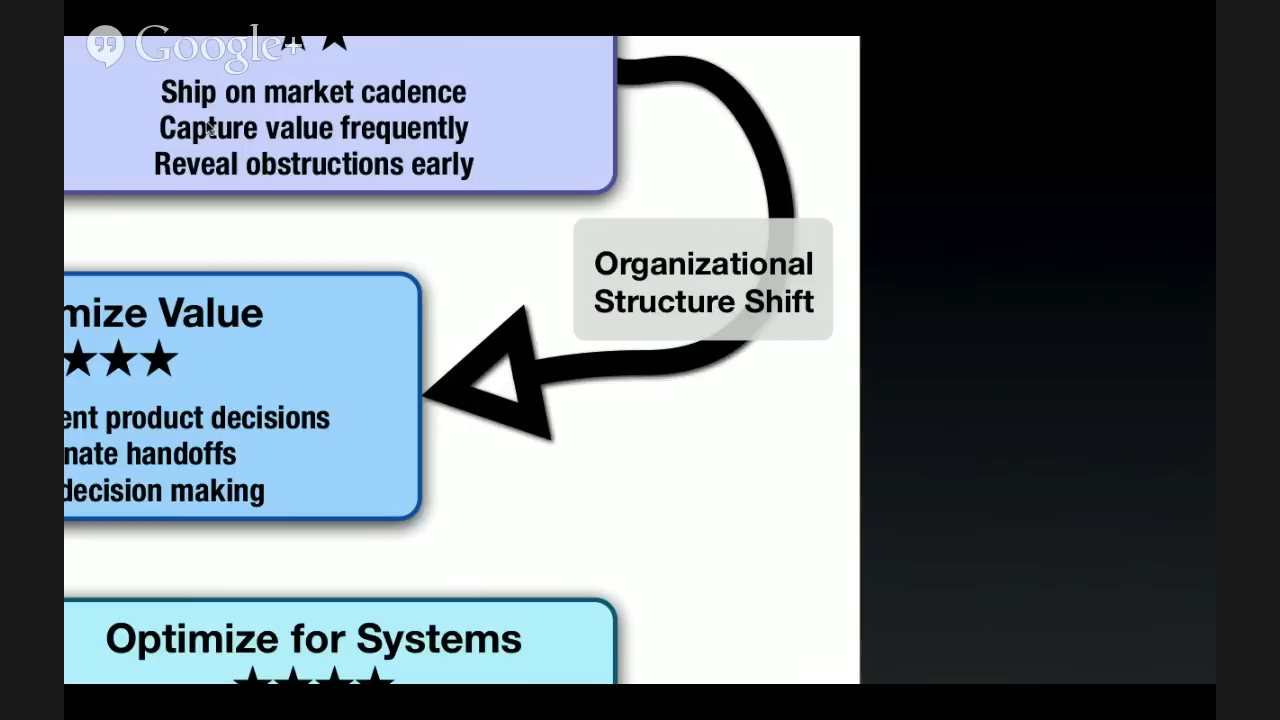 Google+
★ ★
Ship on market cadence
Capture value frequently
Reveal obstructions early
Organizational
Structure Shift
mize Value
★★★
ent product decisions
nate handoffs
decision making
Optimize for Systems
★★★★